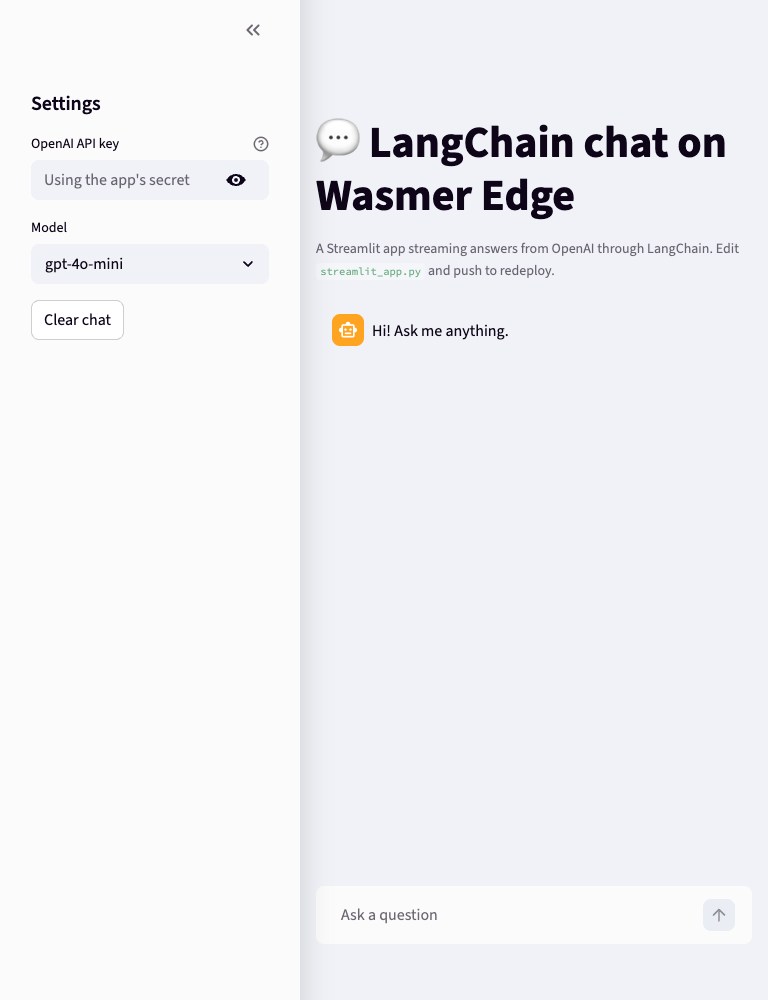 Settings
OpenAI API key
Using the app's secret
Model
gpt-4o-mini
Clear chat
LangChain chat on
Wasmer Edge
A Streamlit app streaming answers from OpenAI through LangChain. Edit
streamlit_app.py and push to redeploy.
Hi! Ask me anything.
Ask a question